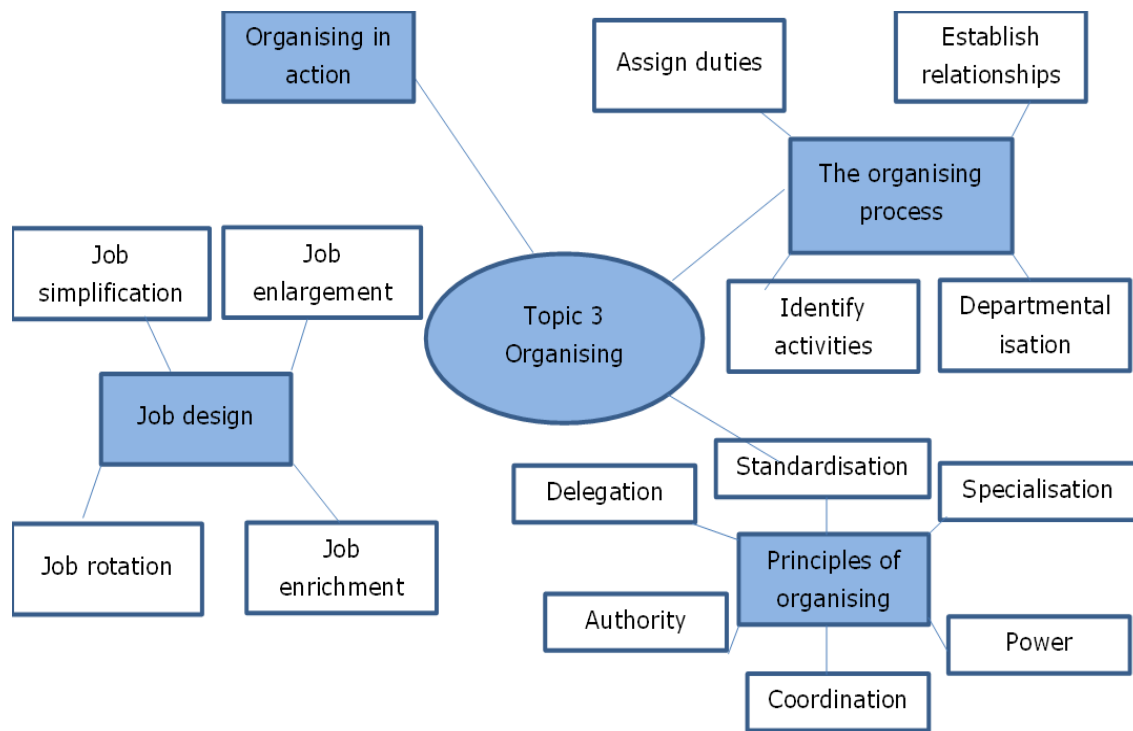 Organising in
action
Assign duties
Establish
relationships
The organising
process
Identify
activities
Departmental
isation
Job
simplification
Job
enlargement
Job design
Job rotation
Job
enrichment
Topic 3
Organising
Standardisation
Delegation
Specialisation
Principles of
organising
Authority
Power
Coordination